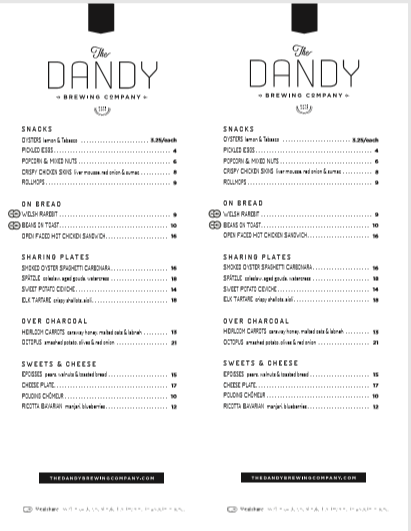 The
DANDY
BREWING COMPANY
SNACKS
OYSTERS lemon & Tabasco 3.25/each
PICKLED EGGS 4
POPCORN & MIXED NUTS 6
CRISPY CHICKEN SKINS liver mousse, red onion & sumac 8
ROLLMOPS 9
ON BREAD
WELSH RAREBIT 9
BEANS ON TOAST 10
OPEN FACED HOT CHICKEN SANDWICH 16
SHARING PLATES
SMOKED OYSTER SPAGHETTI CARBONARA 16
SPÄTZLE coleslaw, aged gouda, watercress 18
SWEET POTATO CEVICHE 14
ELK TARTARE crispy shallots, aioli 18
OVER CHARCOAL
HEIRLOOM CARROTS caraway honey, malted oats & labneh 13
OCTOPUS smashed potato, olives & red onion 21
SWEETS & CHEESE
EPOISSES pears, walnuts & toasted bread 15
CHEESE PLATE 17
POUDING CHÔMEUR 10
RICOTTA BAVARIAN manjari, blueberries 12
THEDANDYBREWINGCOMPANY.COM
The
DANDY
BREWING COMPANY
SNACKS
OYSTERS lemon & Tabasco 3.25/each
PICKLED EGGS 4
POPCORN & MIXED NUTS 6
CRISPY CHICKEN SKINS liver mousse, red onion & sumac 8
ROLLMOPS 9
ON BREAD
WELSH RAREBIT 9
BEANS ON TOAST 10
OPEN FACED HOT CHICKEN SANDWICH 16
SHARING PLATES
SMOKED OYSTER SPAGHETTI CARBONARA 16
SPÄTZLE coleslaw, aged gouda, watercress 18
SWEET POTATO CEVICHE 14
ELK TARTARE crispy shallots, aioli 18
OVER CHARCOAL
HEIRLOOM CARROTS caraway honey, malted oats & labneh 13
OCTOPUS smashed potato, olives & red onion 21
SWEETS & CHEESE
EPOISSES pears, walnuts & toasted bread 15
CHEESE PLATE 17
POUDING CHÔMEUR 10
RICOTTA BAVARIAN manjari, blueberries 12
THEDANDYBREWINGCOMPANY.COM